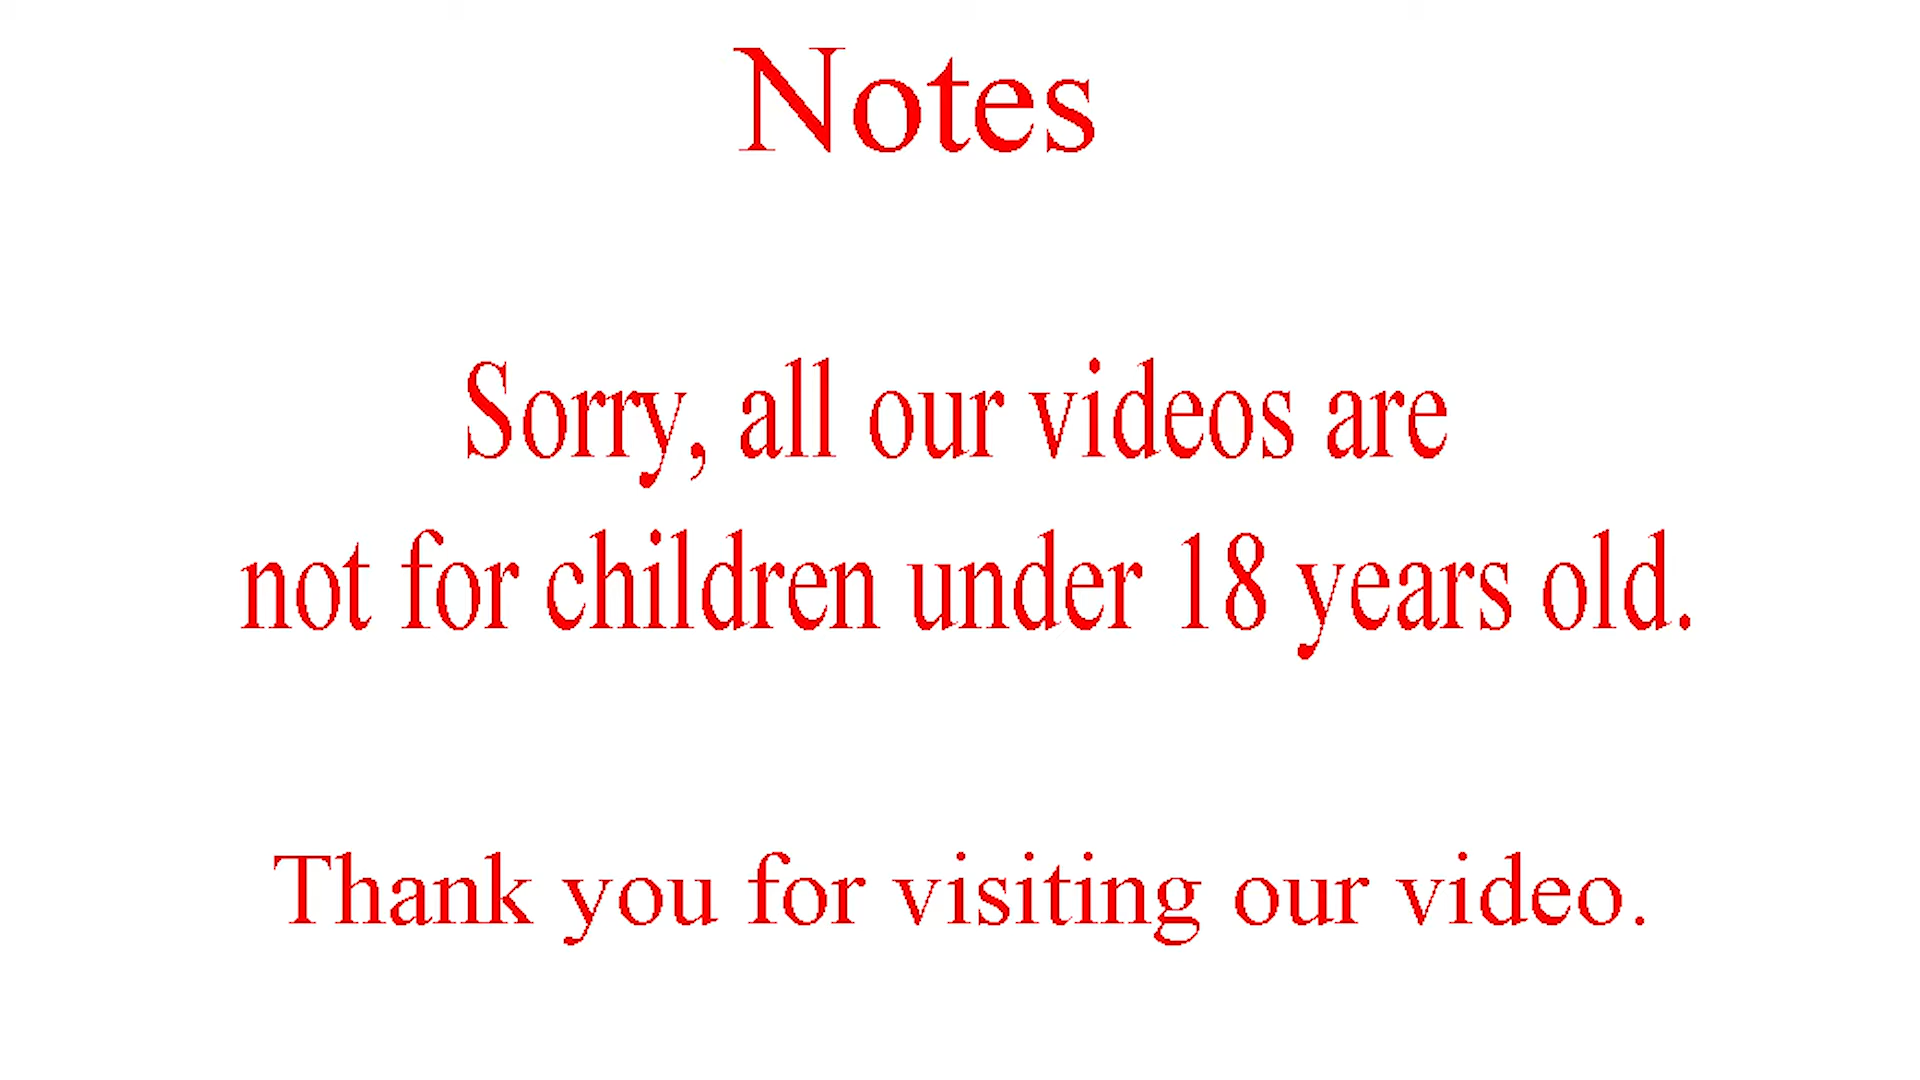 Notes
Sorry, all our videos are
not for children under 18 years old.
Thank you for visiting our video.